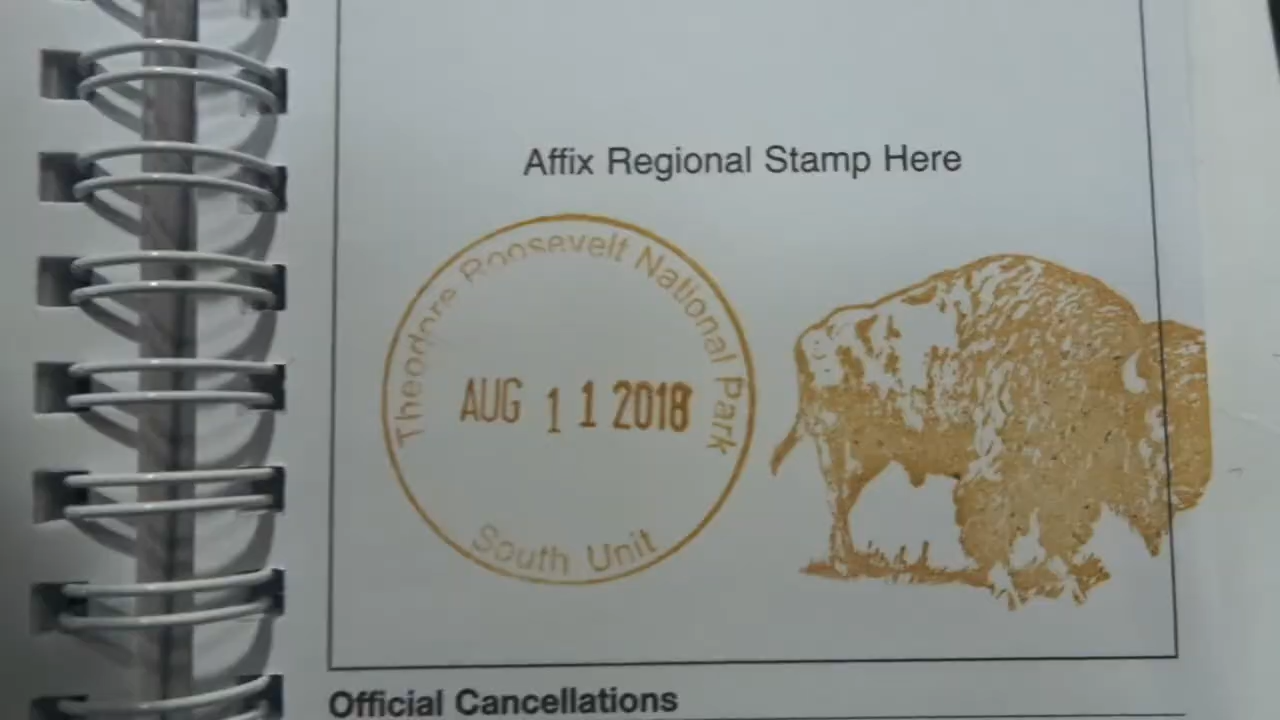 Affix Regional Stamp Here
Theodore Roosevelt National Park
AUG 11 2018
South Unit
Official Cancellations